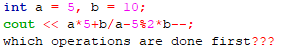 int a = 5, b = 10;
cout << a*5+b/a-5%2*b--;
which operations are done first???